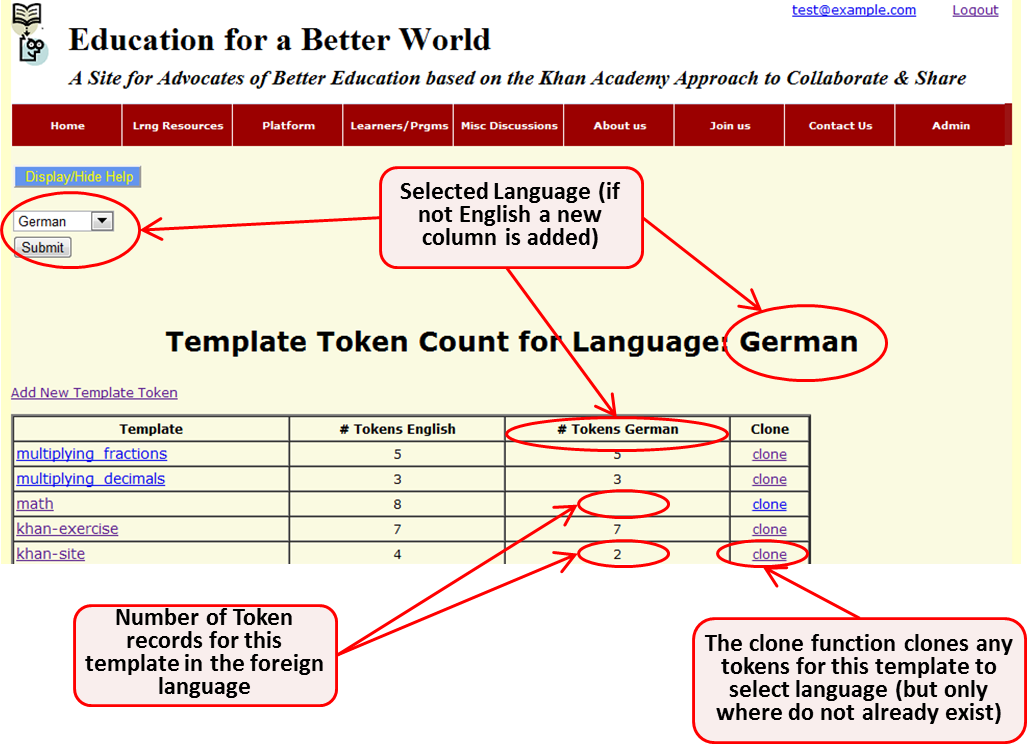 test@example.com Logout
Education for a Better World
A Site for Advocates of Better Education based on the Khan Academy Approach to Collaborate & Share
Home Lrng Resources Platform Learners/Prgms Misc Discussions About us Join us Contact Us Admin
Display/Hide Help
German
Submit
Selected Language (if
not English a new
column is added)
Template Token Count for Language: German
Add New Template Token
Template # Tokens English # Tokens German Clone
multiplying_fractions 5 5 clone
multiplying_decimals 3 3 clone
math 8 clone
khan-exercise 7 7 clone
khan-site 4 2 clone
Number of Token
records for this
template in the foreign
language
The clone function clones any
tokens for this template to
select language (but only
where do not already exist)